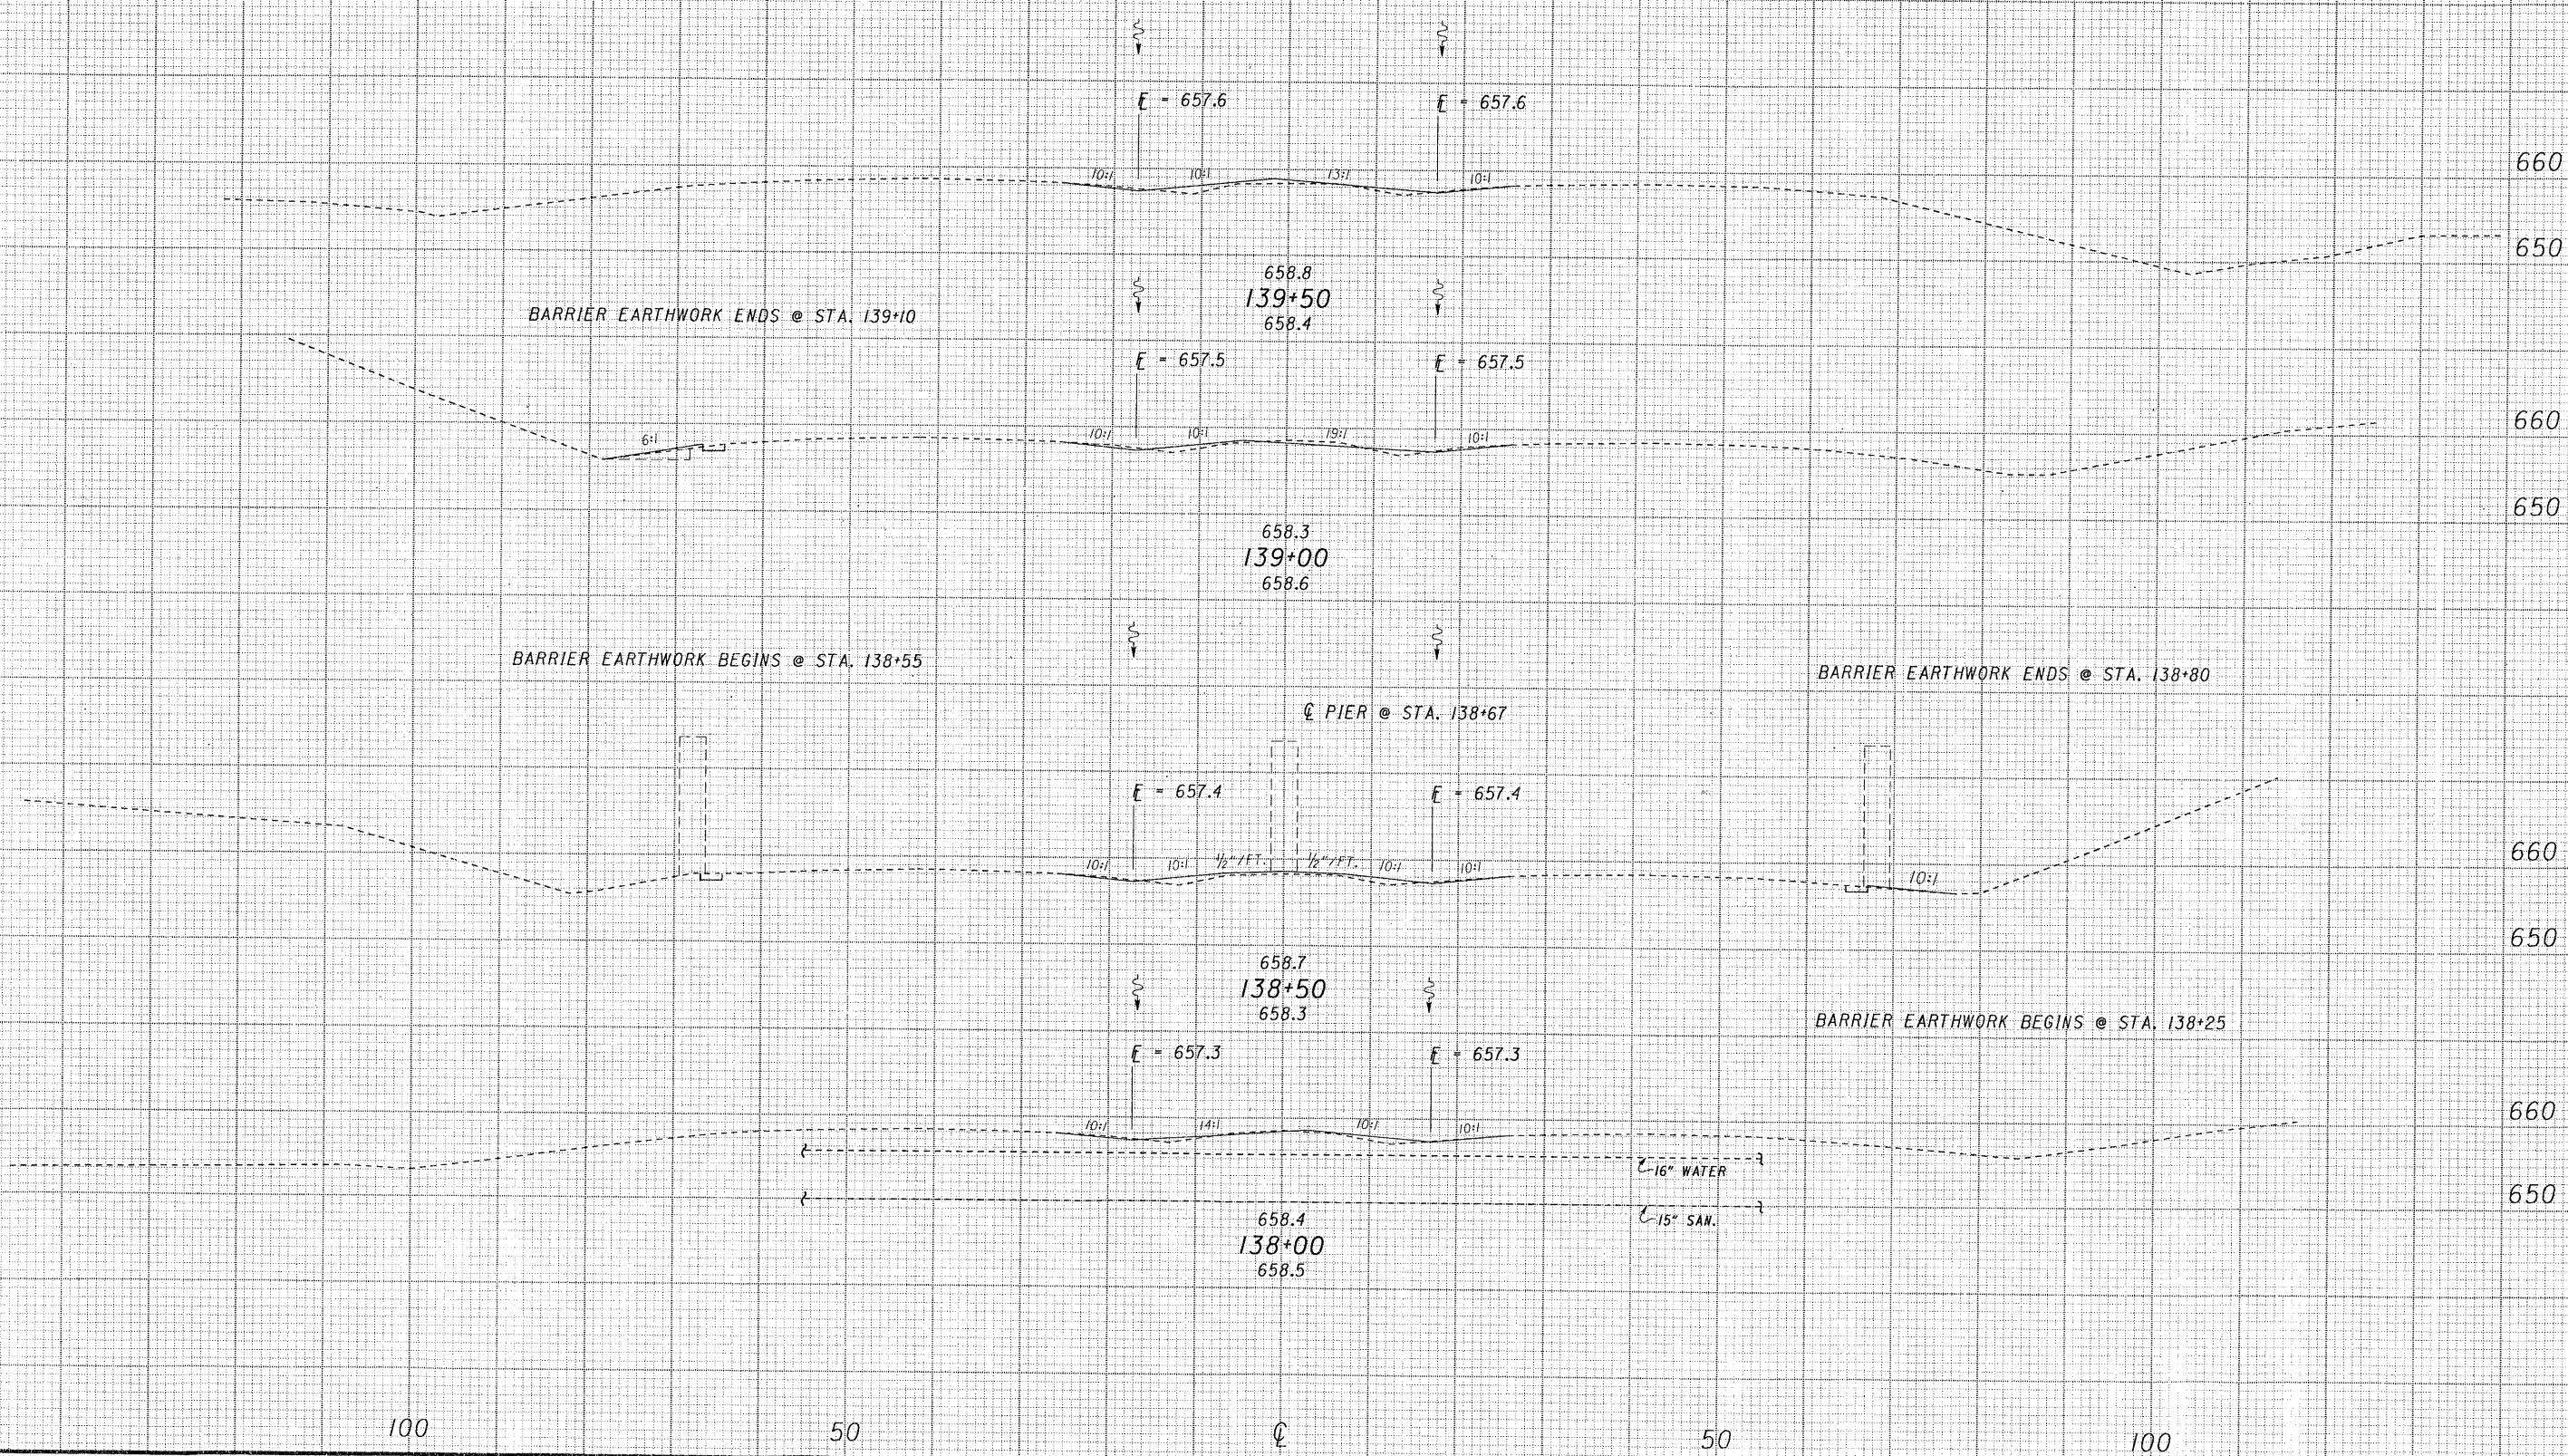 ₣ = 657.6 ₣ = 657.6
660
10:1 10:1 13:1 10:1
650
658.8
139+50
658.4
BARRIER EARTHWORK ENDS @ STA. 139+10
₣ = 657.5 ₣ = 657.5
660
6:1 10:1 10:1 19:1 10:1
650
658.3
139+00
658.6
BARRIER EARTHWORK BEGINS @ STA. 138+55
BARRIER EARTHWORK ENDS @ STA. 138+80
℄ PIER @ STA. 138+67
₣ = 657.4 ₣ = 657.4
660
10:1 10:1 1/2"/FT. 1/2"/FT. 10:1 10:1 10:1
650
658.7
138+50
658.3
BARRIER EARTHWORK BEGINS @ STA. 138+25
₣ = 657.3 ₣ = 657.3
660
10:1 14:1 10:1 10:1
16" WATER
650
15" SAN.
658.4
138+00
658.5
100 50 ℄ 50 100